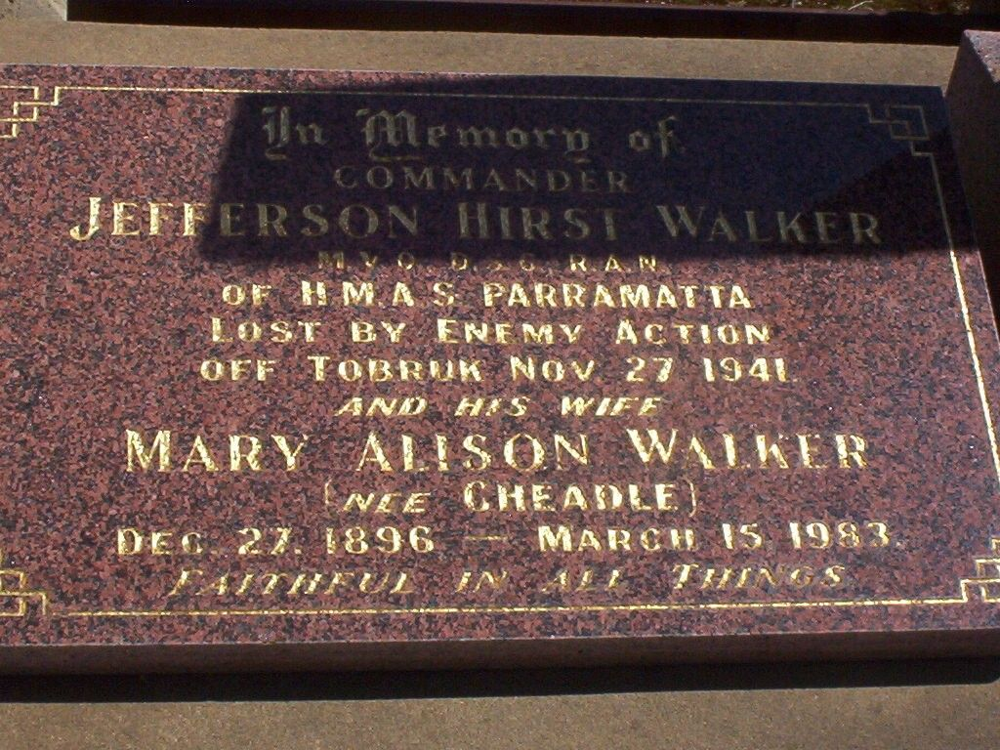 In Memory of
COMMANDER
JEFFERSON HIRST WALKER
M.V.O. D.S.C. R.A.N.
OF H.M.A.S. PARRAMATTA
LOST BY ENEMY ACTION
OFF TOBRUK NOV 27 1941.
AND HIS WIFE
MARY ALISON WALKER
(NEE CHEADLE)
DEC. 27. 1896 — MARCH 15. 1983.
FAITHFUL IN ALL THINGS